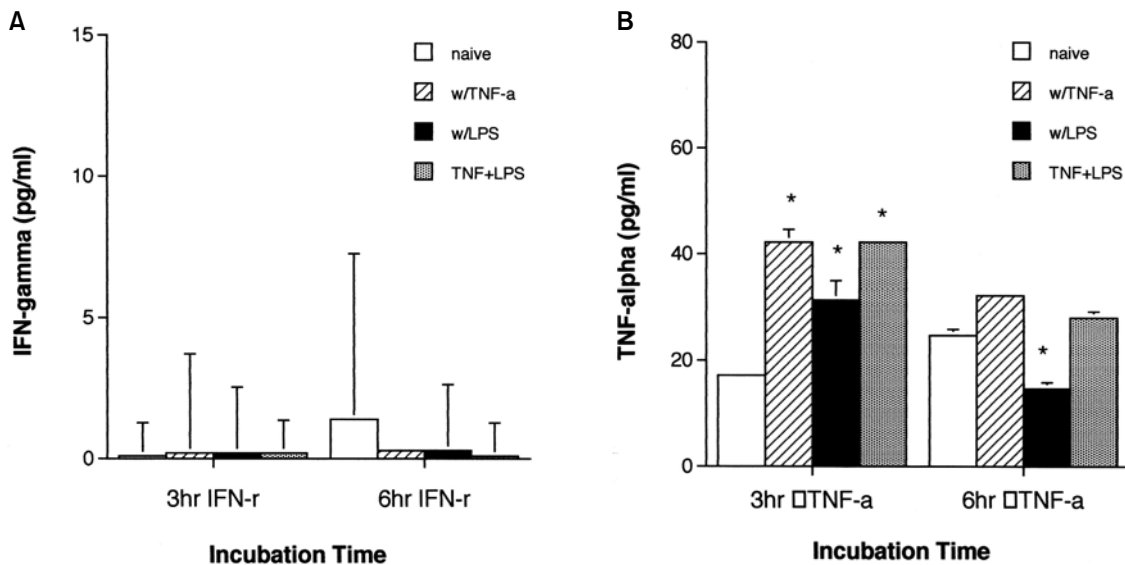 A
IFN-gamma (pg/ml)
15
10
5
0
naive
w/TNF-a
w/LPS
TNF+LPS
3hr IFN-r
6hr IFN-r
Incubation Time
B
TNF-alpha (pg/ml)
80
60
40
20
0
naive
w/TNF-a
w/LPS
TNF+LPS
*
*
*
*
3hr □TNF-a
6hr □TNF-a
Incubation Time